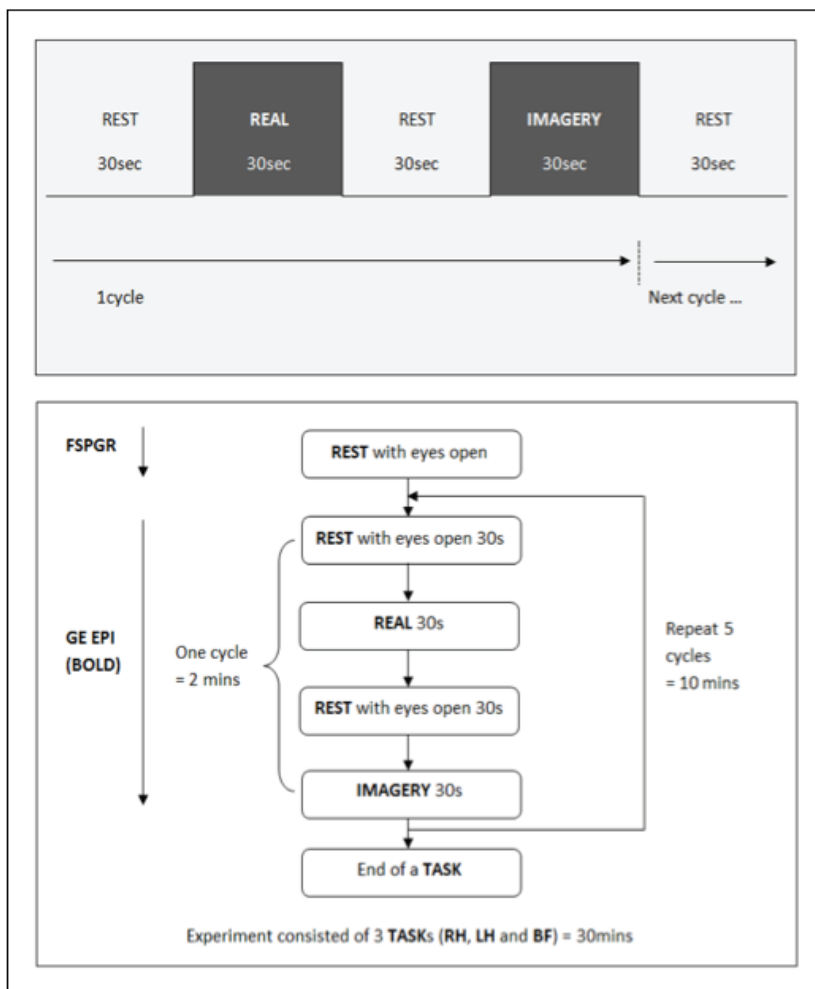 REST REAL REST IMAGERY REST
30sec 30sec 30sec 30sec 30sec
1cycle Next cycle ...
FSPGR
REST with eyes open
REST with eyes open 30s
REAL 30s
GE EPI
(BOLD)
One cycle
= 2 mins
Repeat 5
cycles
= 10 mins
REST with eyes open 30s
IMAGERY 30s
End of a TASK
Experiment consisted of 3 TASKs (RH, LH and BF) = 30mins